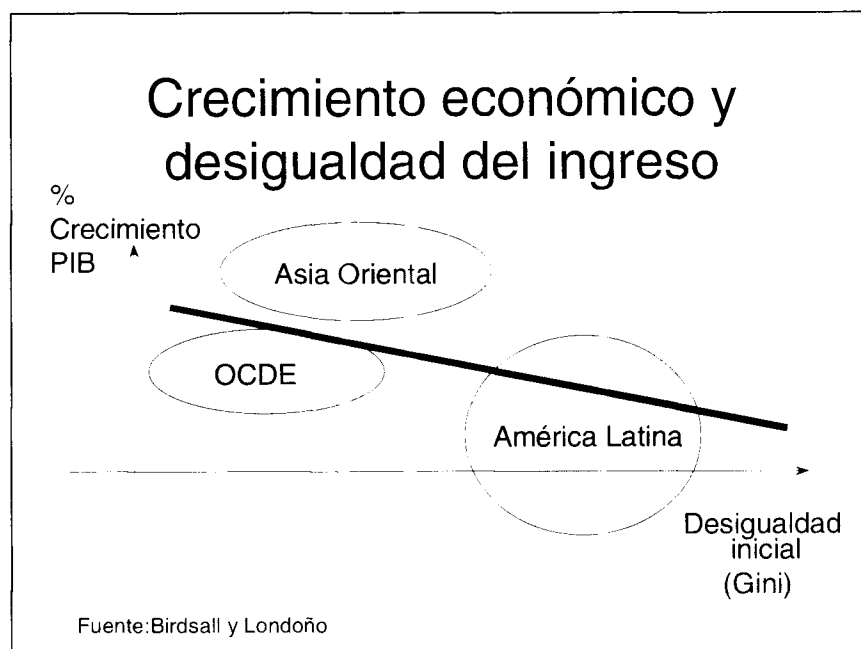 Crecimiento económico y
desigualdad del ingreso
%
Crecimiento
PIB
Asia Oriental
OCDE
América Latina
Desigualdad
inicial
(Gini)
Fuente:Birdsall y Londoño